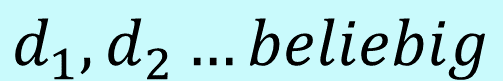 d₁, d₂ ... beliebig